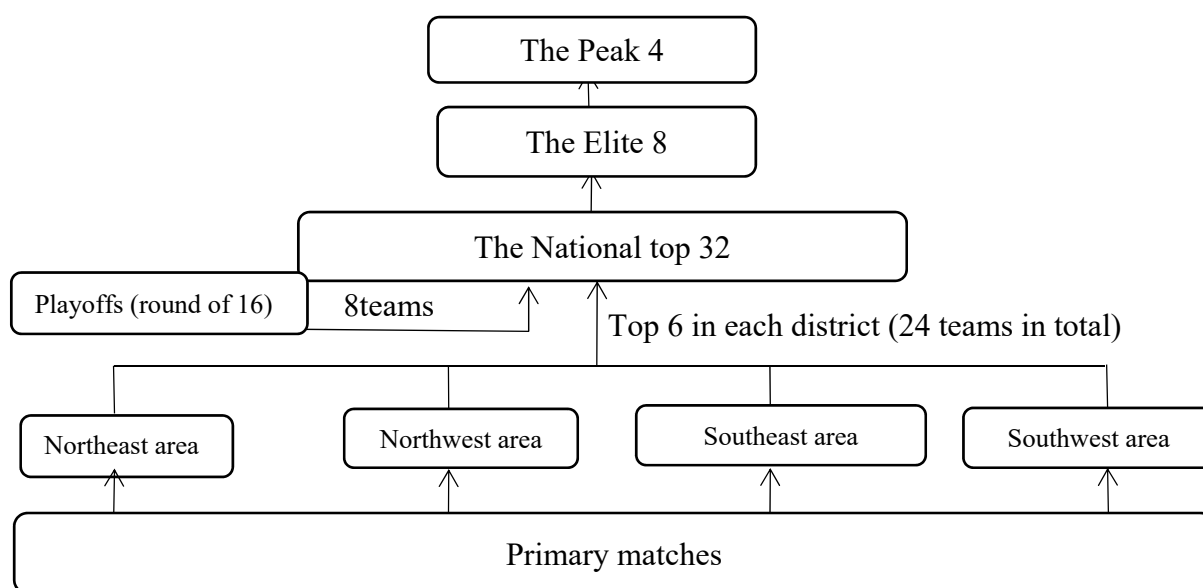 The Peak 4
The Elite 8
The National top 32
Playoffs (round of 16)
8teams
Top 6 in each district (24 teams in total)
Northeast area
Northwest area
Southeast area
Southwest area
Primary matches